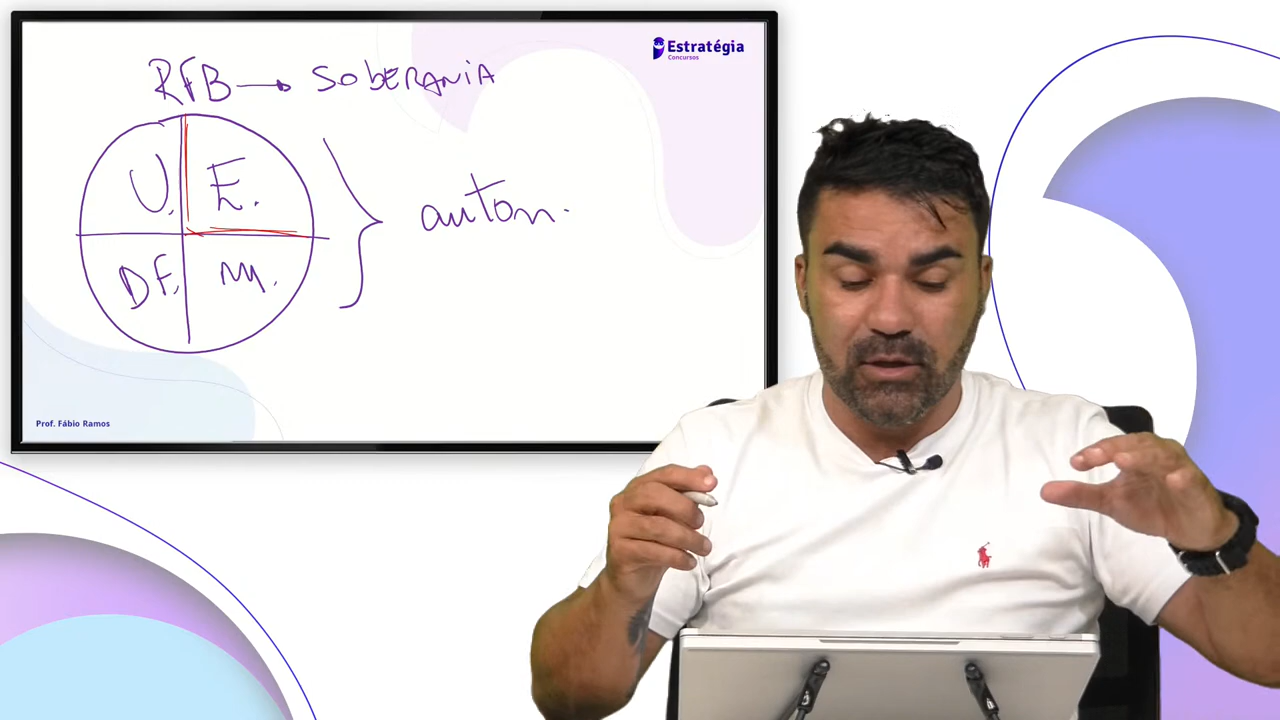 Estratégia
Concursos
RFB → SOBERANIA
U. E.
autom.
DF. M.
Prof. Fábio Ramos